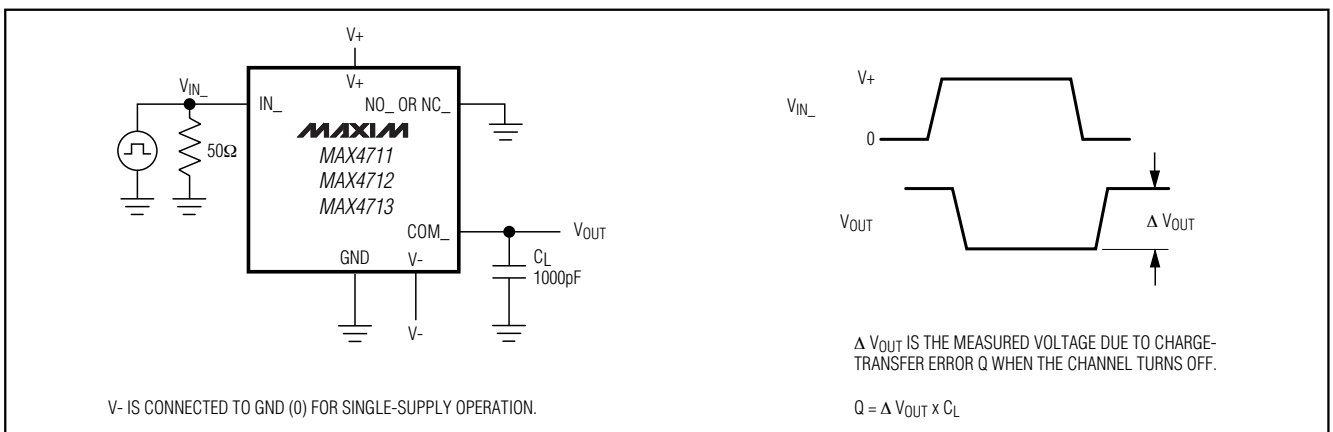 V+
V+
VIN_
IN_
NO_ OR NC_
50Ω
MAXIM
MAX4711
MAX4712
MAX4713
COM_
VOUT
GND
V-
CL
1000pF
V-
V- IS CONNECTED TO GND (0) FOR SINGLE-SUPPLY OPERATION.
V+
VIN_
0
VOUT
Δ VOUT
Δ VOUT IS THE MEASURED VOLTAGE DUE TO CHARGE-
TRANSFER ERROR Q WHEN THE CHANNEL TURNS OFF.
Q = Δ VOUT x CL